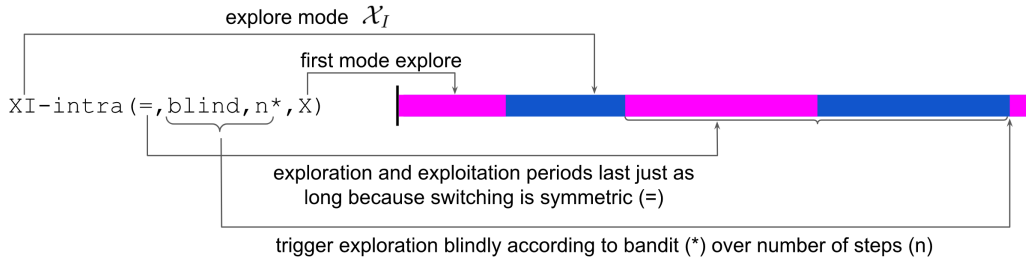 explore mode 𝒳_I
first mode explore
XI-intra(=,blind,n*,X)
exploration and exploitation periods last just as
long because switching is symmetric (=)
trigger exploration blindly according to bandit (*) over number of steps (n)